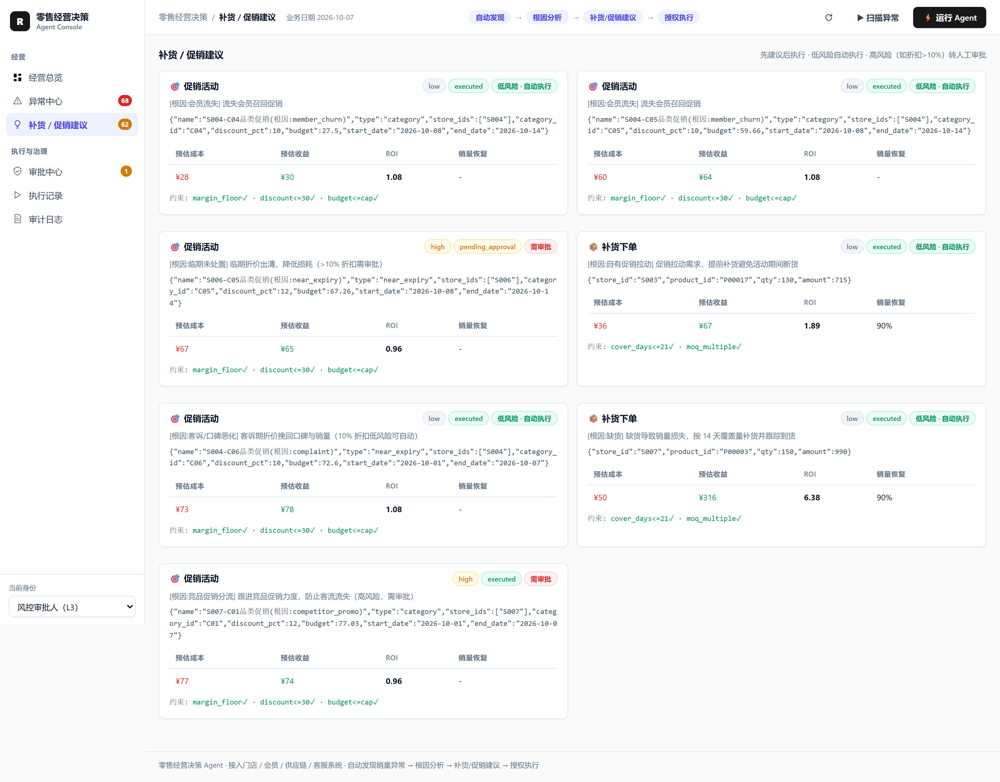 R
零售经营决策
Agent Console
经营
经营总览
异常中心
68
补货 / 促销建议
62
执行与治理
审批中心
1
执行记录
审计日志
当前身份
风控审批人（L3）
零售经营决策 / 补货 / 促销建议 业务日期 2026-10-07
自动发现 → 根因分析 → 补货/促销建议 → 授权执行
▶ 扫描异常
运行 Agent
补货 / 促销建议
先建议后执行 · 低风险自动执行 · 高风险（如折扣>10%）转人工审批
促销活动
low executed 低风险 · 自动执行
[根因:会员流失] 流失会员召回促销
{"name":"S004-C04品类促销(根因:member_churn)","type":"category","store_ids":["S004"],"category_
id":"C04","discount_pct":10,"budget":27.5,"start_date":"2026-10-08","end_date":"2026-10-14"}
预估成本 预估收益 ROI 销量恢复
¥28 ¥30 1.08 -
约束: margin_floor✓ · discount<=30✓ · budget<=cap✓
促销活动
low executed 低风险 · 自动执行
[根因:会员流失] 流失会员召回促销
{"name":"S004-C05品类促销(根因:member_churn)","type":"category","store_ids":["S004"],"category_
id":"C05","discount_pct":10,"budget":59.66,"start_date":"2026-10-08","end_date":"2026-10-14"}
预估成本 预估收益 ROI 销量恢复
¥60 ¥64 1.08 -
约束: margin_floor✓ · discount<=30✓ · budget<=cap✓
促销活动
high pending_approval 需审批
[根因:临期未处置] 临期折价出清，降低损耗（>10% 折扣需审批）
{"name":"S006-C05品类促销(根因:near_expiry)","type":"near_expiry","store_ids":["S006"],"categor
y_id":"C05","discount_pct":12,"budget":67.26,"start_date":"2026-10-08","end_date":"2026-10-1
4"}
预估成本 预估收益 ROI 销量恢复
¥67 ¥65 0.96 -
约束: margin_floor✓ · discount<=30✓ · budget<=cap✓
补货下单
low executed 低风险 · 自动执行
[根因:自有促销拉动] 促销拉动需求，提前补货避免活动期间断货
{"store_id":"S003","product_id":"P00017","qty":130,"amount":715}
预估成本 预估收益 ROI 销量恢复
¥36 ¥67 1.89 90%
约束: cover_days<=21✓ · moq_multiple✓
促销活动
low executed 低风险 · 自动执行
[根因:客诉/口碑恶化] 客诉期折价挽回口碑与销量（10% 折扣低风险可自动）
{"name":"S004-C06品类促销(根因:complaint)","type":"near_expiry","store_ids":["S004"],"category_
id":"C06","discount_pct":10,"budget":72.6,"start_date":"2026-10-01","end_date":"2026-10-07"}
预估成本 预估收益 ROI 销量恢复
¥73 ¥78 1.08 -
约束: margin_floor✓ · discount<=30✓ · budget<=cap✓
补货下单
low executed 低风险 · 自动执行
[根因:缺货] 缺货导致销量损失，按 14 天覆盖量补货并跟踪到货
{"store_id":"S007","product_id":"P00003","qty":150,"amount":990}
预估成本 预估收益 ROI 销量恢复
¥50 ¥316 6.38 90%
约束: cover_days<=21✓ · moq_multiple✓
促销活动
high executed 需审批
[根因:竞品促销分流] 跟进竞品促销力度，防止客流流失（高风险，需审批）
{"name":"S007-C01品类促销(根因:competitor_promo)","type":"category","store_ids":["S007"],"categ
ory_id":"C01","discount_pct":12,"budget":77.03,"start_date":"2026-10-01","end_date":"2026-10-0
7"}
预估成本 预估收益 ROI 销量恢复
¥77 ¥74 0.96 -
约束: margin_floor✓ · discount<=30✓ · budget<=cap✓
零售经营决策 Agent · 接入门店 / 会员 / 供应链 / 客服系统 · 自动发现销量异常 → 根因分析 → 补货/促销建议 → 授权执行